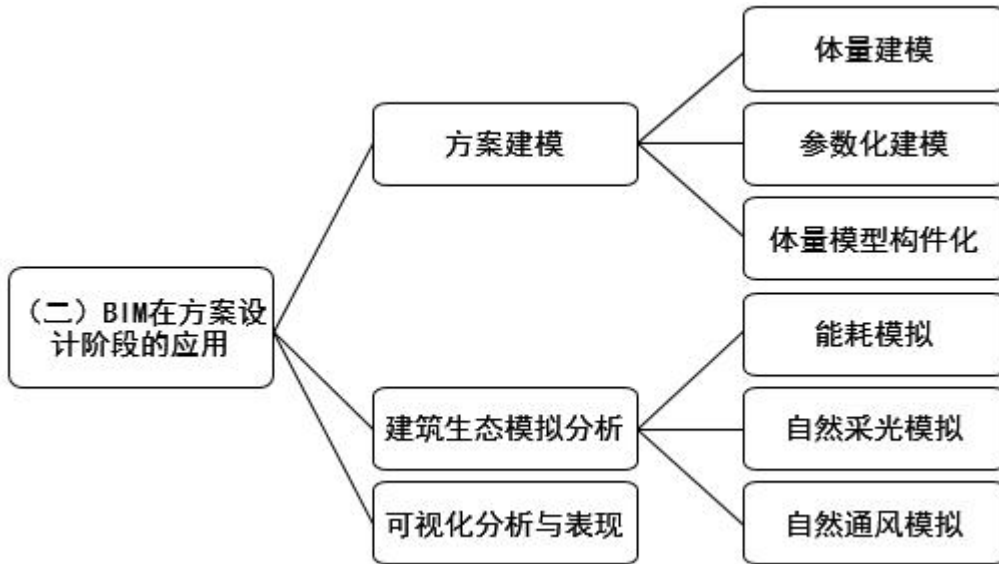 （二）BIM在方案设
计阶段的应用
方案建模
体量建模
参数化建模
体量模型构件化
建筑生态模拟分析
能耗模拟
自然采光模拟
自然通风模拟
可视化分析与表现